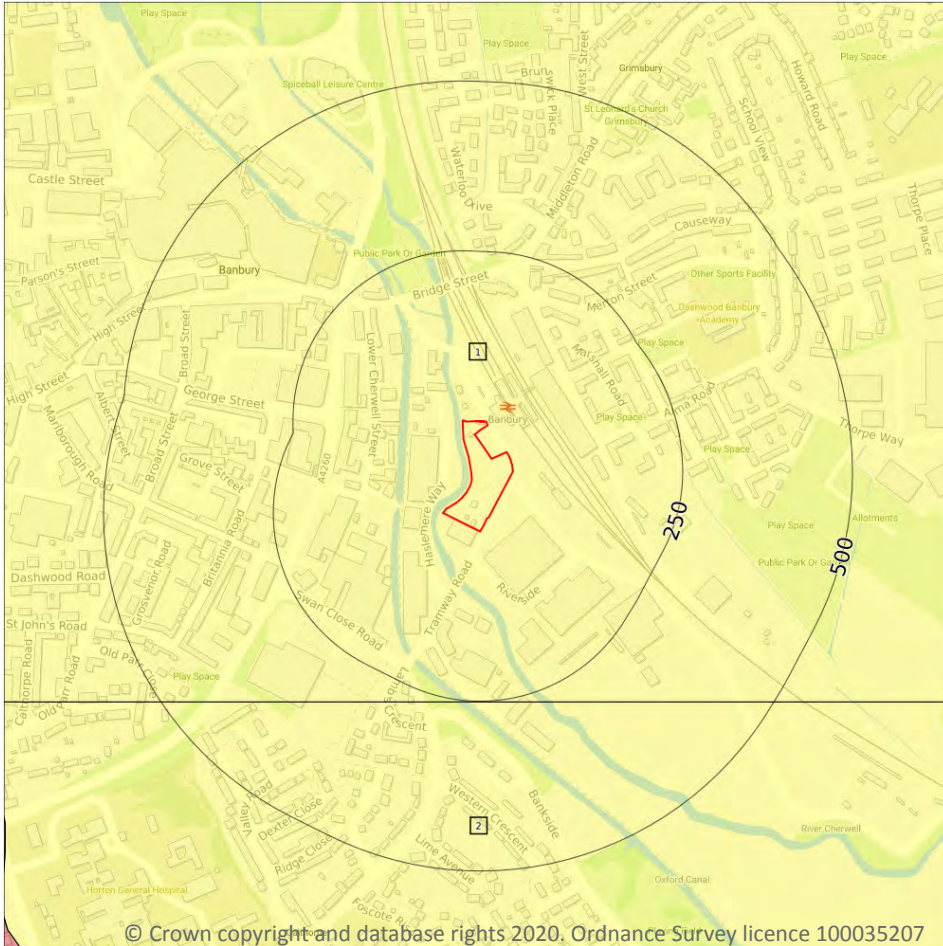 Play Space
Play Space
West Street
Grimsbury
Howard Road
Play Space
Spiceball Leisure Centre
Brunswick Place
St Leonard's Church
Grimsbury
School View
Castle Street
Waterloo Drive
Middleton Road
Thorpe Place
Causeway
Parson's Street
Banbury
Public Park Or Garden
Other Sports Facility
Bridge Street
Merton Street
High Street
Dashwood Banbury
Academy
Broad Street
Lower Cherwell Street
1
Marshall Road
Play Space
High Street
Albert street
George Street
Alma Road
Marlborough Road
Banbury
Play Space
Thorpe Way
Broad Street
Grove Street
A4260
Play Space
Haslemere Way
250
Britannia Road
Play Space
Allotments
Grosvenor Road
500
Dashwood Road
Public Park Or
Riverside
Swan Close Road
Tramway Road
St John's Road
Old Parr Close
Calthorpe Road
Old Parr Road
Play Space
Lambs Crescent
Valley Road
Dexter Close
Western Crescent
Bankside
2
River Cherwell
Ridge Close
Lime Avenue
Oxford Canal
Horton General Hospital
Foscote
© Crown copyright and database rights 2020. Ordnance Survey licence 100035207